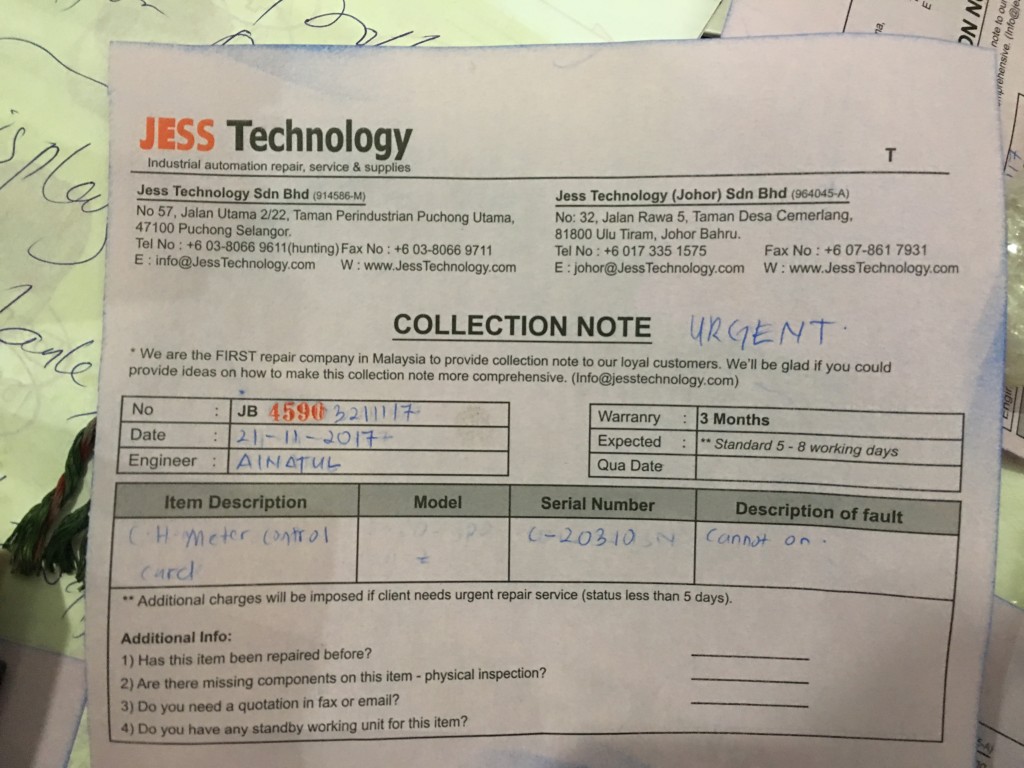 JESS Technology
Industrial automation repair, service & supplies
T
Jess Technology Sdn Bhd (914586-M)
No 57, Jalan Utama 2/22, Taman Perindustrian Puchong Utama,
47100 Puchong Selangor.
Tel No : +6 03-8066 9611(hunting) Fax No : +6 03-8066 9711
E : info@JessTechnology.com W : www.JessTechnology.com
Jess Technology (Johor) Sdn Bhd (964045-A)
No: 32, Jalan Rawa 5, Taman Desa Cemerlang,
81800 Ulu Tiram, Johor Bahru.
Tel No : +6 017 335 1575 Fax No : +6 07-861 7931
E : johor@JessTechnology.com W : www.JessTechnology.com
COLLECTION NOTE URGENT.
* We are the FIRST repair company in Malaysia to provide collection note to our loyal customers. We'll be glad if you could
provide ideas on how to make this collection note more comprehensive. (Info@jesstechnology.com)
No : JB 4590 3211117
Date : 21-11-2017
Engineer : AINATUL
Warranry : 3 Months
Expected : ** Standard 5 - 8 working days
Qua Date
Item Description Model Serial Number Description of fault
C.H Meter control C-20310 Cannot on.
card
** Additional charges will be imposed if client needs urgent repair service (status less than 5 days).
Additional Info:
1) Has this item been repaired before?
2) Are there missing components on this item - physical inspection?
3) Do you need a quotation in fax or email?
4) Do you have any standby working unit for this item?